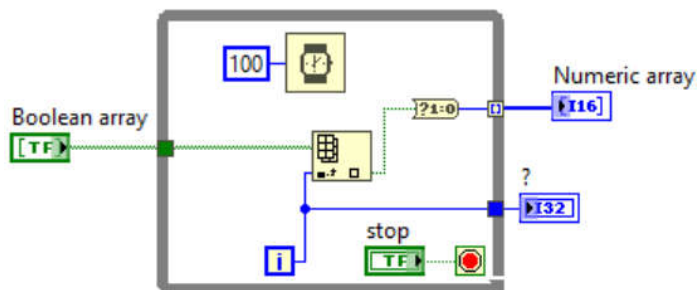 100
Numeric array
?1:0
[I16]
Boolean array
[TF]
?
I32
i
stop
TF